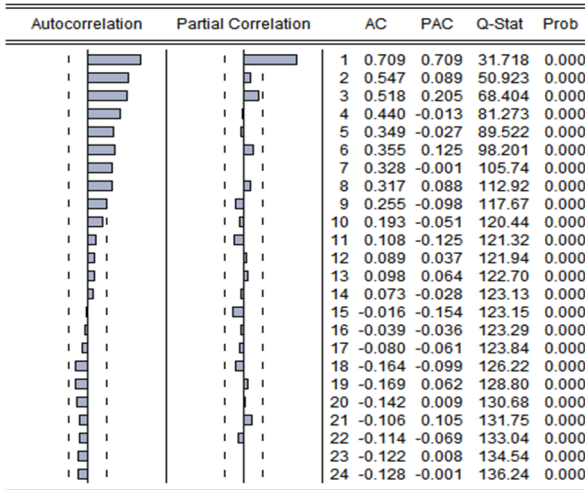 Autocorrelation Partial Correlation AC PAC Q-Stat Prob
1 0.709 0.709 31.718 0.000
2 0.547 0.089 50.923 0.000
3 0.518 0.205 68.404 0.000
4 0.440 -0.013 81.273 0.000
5 0.349 -0.027 89.522 0.000
6 0.355 0.125 98.201 0.000
7 0.328 -0.001 105.74 0.000
8 0.317 0.088 112.92 0.000
9 0.255 -0.098 117.67 0.000
10 0.193 -0.051 120.44 0.000
11 0.108 -0.125 121.32 0.000
12 0.089 0.037 121.94 0.000
13 0.098 0.064 122.70 0.000
14 0.073 -0.028 123.13 0.000
15 -0.016 -0.154 123.15 0.000
16 -0.039 -0.036 123.29 0.000
17 -0.080 -0.061 123.84 0.000
18 -0.164 -0.099 126.22 0.000
19 -0.169 0.062 128.80 0.000
20 -0.142 0.009 130.68 0.000
21 -0.106 0.105 131.75 0.000
22 -0.114 -0.069 133.04 0.000
23 -0.122 0.008 134.54 0.000
24 -0.128 -0.001 136.24 0.000